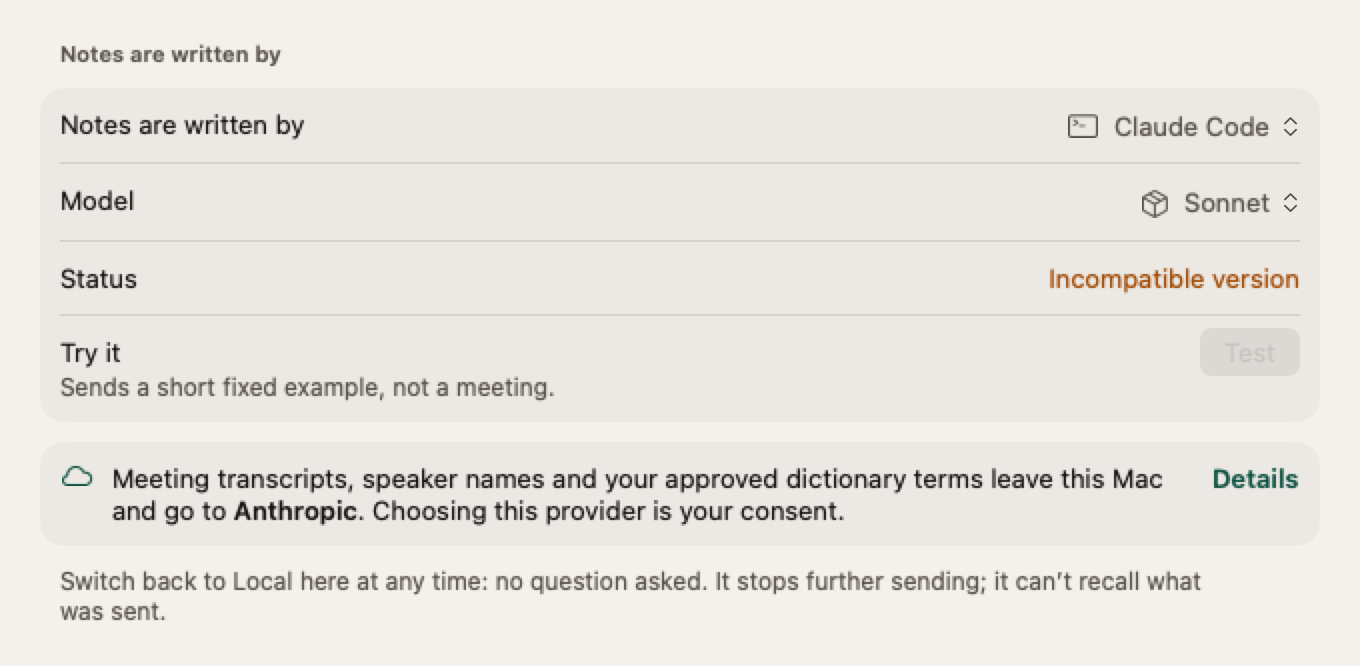 Notes are written by
Notes are written by
Claude Code
Model
Sonnet
Status
Incompatible version
Try it
Test
Sends a short fixed example, not a meeting.
Meeting transcripts, speaker names and your approved dictionary terms leave this Mac
Details
and go to Anthropic. Choosing this provider is your consent.
Switch back to Local here at any time: no question asked. It stops further sending; it can’t recall what
was sent.